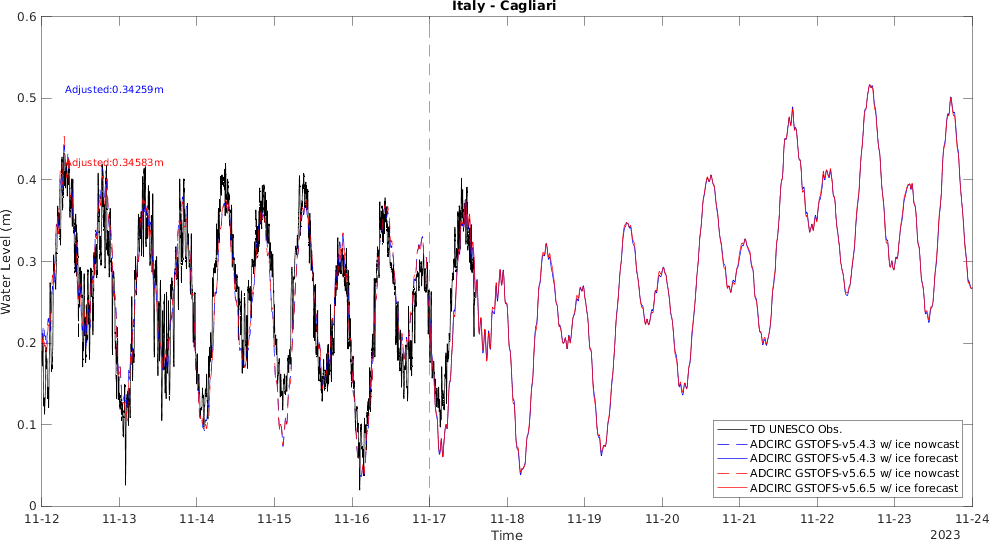 Italy - Cagliari
0.6
0.5
0.4
0.3
0.2
0.1
0
Water Level (m)
Adjusted:0.34259m
Adjusted:0.34583m
TD UNESCO Obs.
ADCIRC GSTOFS-v5.4.3 w/ ice nowcast
ADCIRC GSTOFS-v5.4.3 w/ ice forecast
ADCIRC GSTOFS-v5.6.5 w/ ice nowcast
ADCIRC GSTOFS-v5.6.5 w/ ice forecast
11-12 11-13 11-14 11-15 11-16 11-17 11-18 11-19 11-20 11-21 11-22 11-23 11-24
Time
2023